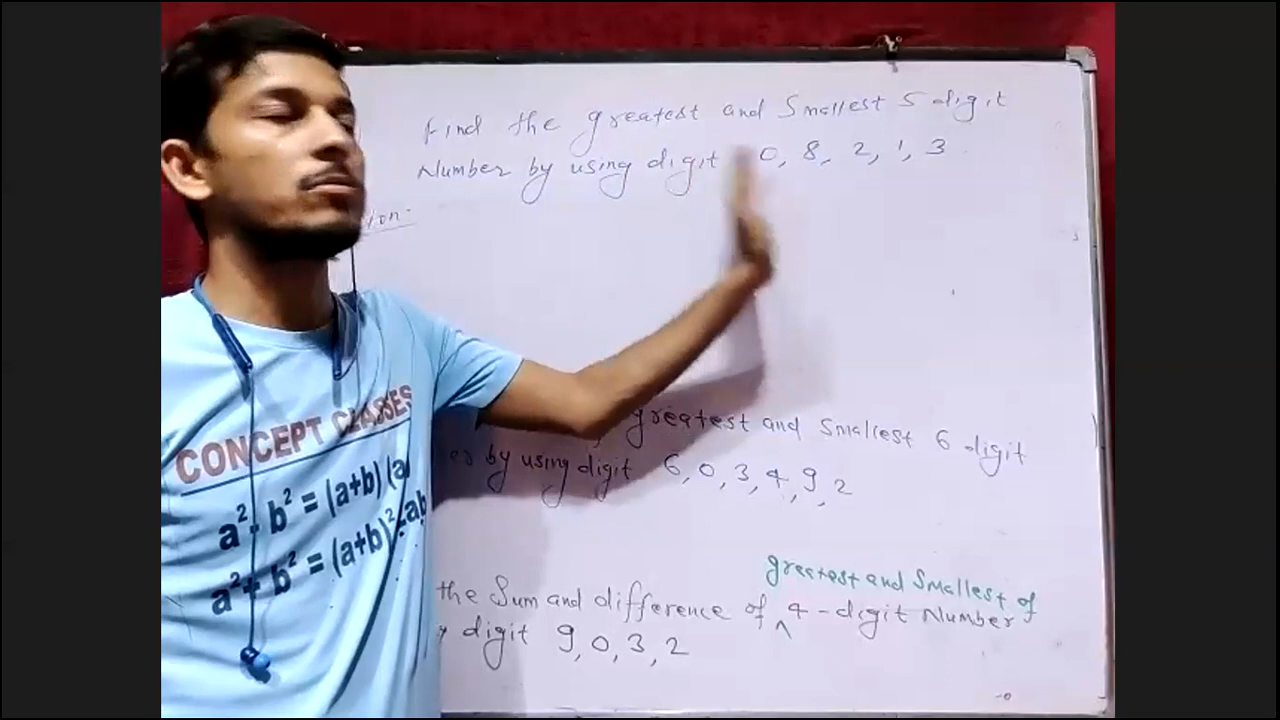 Find the greatest and Smallest 5 digit
Number by using digit 0, 8, 2, 1, 3
greatest and Smallest 6 digit
by using digit 6, 0, 3, 4, 9, 2
greatest and Smallest of
the Sum and difference of ^ 4-digit Number
digit 9, 0, 3, 2
CONCEPT CLASSES
a² - b² = (a+b) (a
a² + b² = (a+b)² - 2ab